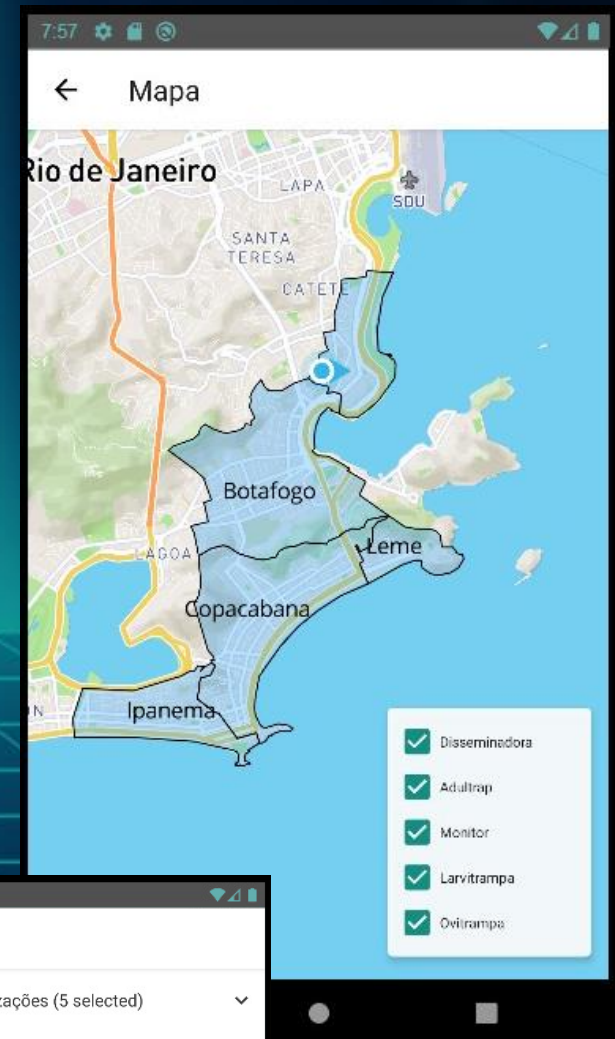 7:57
Mapa
Rio de Janeiro
LAPA
SDU
SANTA
TERESA
CATETE
Botafogo
Leme
LAGOA
Copacabana
Ipanema
Disseminadora
Adultrap
Monitor
Larvitrampa
Ovitrampa
(5 selected)